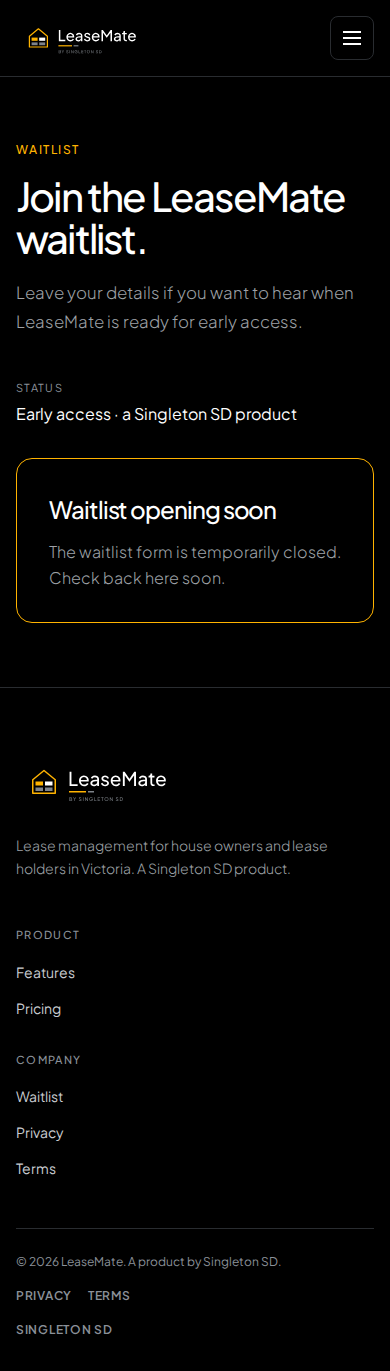 LeaseMate
BY SINGLETON SD
WAITLIST
Join the LeaseMate
waitlist.
Leave your details if you want to hear when
LeaseMate is ready for early access.
STATUS
Early access · a Singleton SD product
Waitlist opening soon
The waitlist form is temporarily closed.
Check back here soon.
LeaseMate
BY SINGLETON SD
Lease management for house owners and lease
holders in Victoria. A Singleton SD product.
PRODUCT
Features
Pricing
COMPANY
Waitlist
Privacy
Terms
© 2026 LeaseMate. A product by Singleton SD.
PRIVACY TERMS
SINGLETON SD